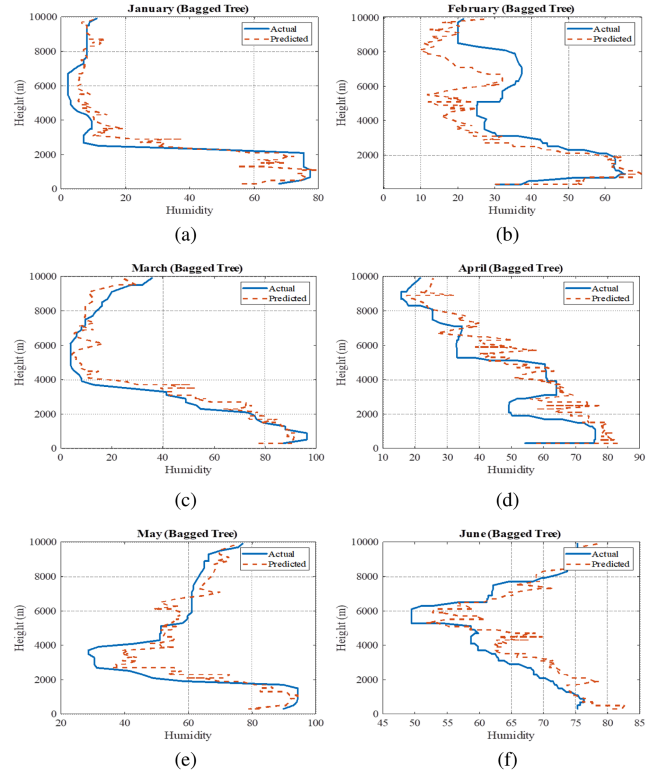 January (Bagged Tree)
February (Bagged Tree)
10000
8000
6000
4000
2000
0
Height (m)
Actual
Predicted
0 20 40 60 80
Humidity
(a)
10000
8000
6000
4000
2000
0
Height (m)
Actual
Predicted
0 10 20 30 40 50 60
Humidity
(b)
March (Bagged Tree)
April (Bagged Tree)
10000
8000
6000
4000
2000
0
Height (m)
Actual
Predicted
0 20 40 60 80 100
Humidity
(c)
10000
8000
6000
4000
2000
0
Height (m)
Actual
Predicted
10 20 30 40 50 60 70 80 90
Humidity
(d)
May (Bagged Tree)
June (Bagged Tree)
10000
8000
6000
4000
2000
0
Height (m)
Actual
Predicted
20 40 60 80 100
Humidity
(e)
10000
8000
6000
4000
2000
0
Height (m)
Actual
Predicted
45 50 55 60 65 70 75 80 85
Humidity
(f)